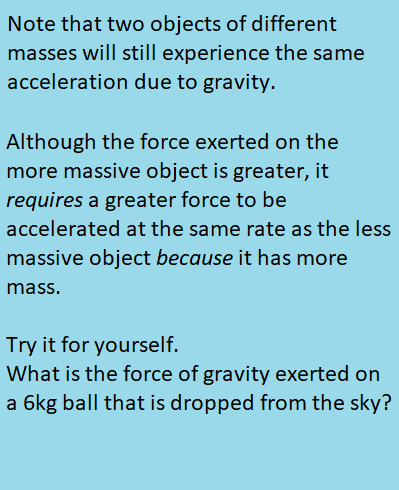 Note that two objects of different
masses will still experience the same
acceleration due to gravity.
Although the force exerted on the
more massive object is greater, it
requires a greater force to be
accelerated at the same rate as the less
massive object because it has more
mass.
Try it for yourself.
What is the force of gravity exerted on
a 6kg ball that is dropped from the sky?